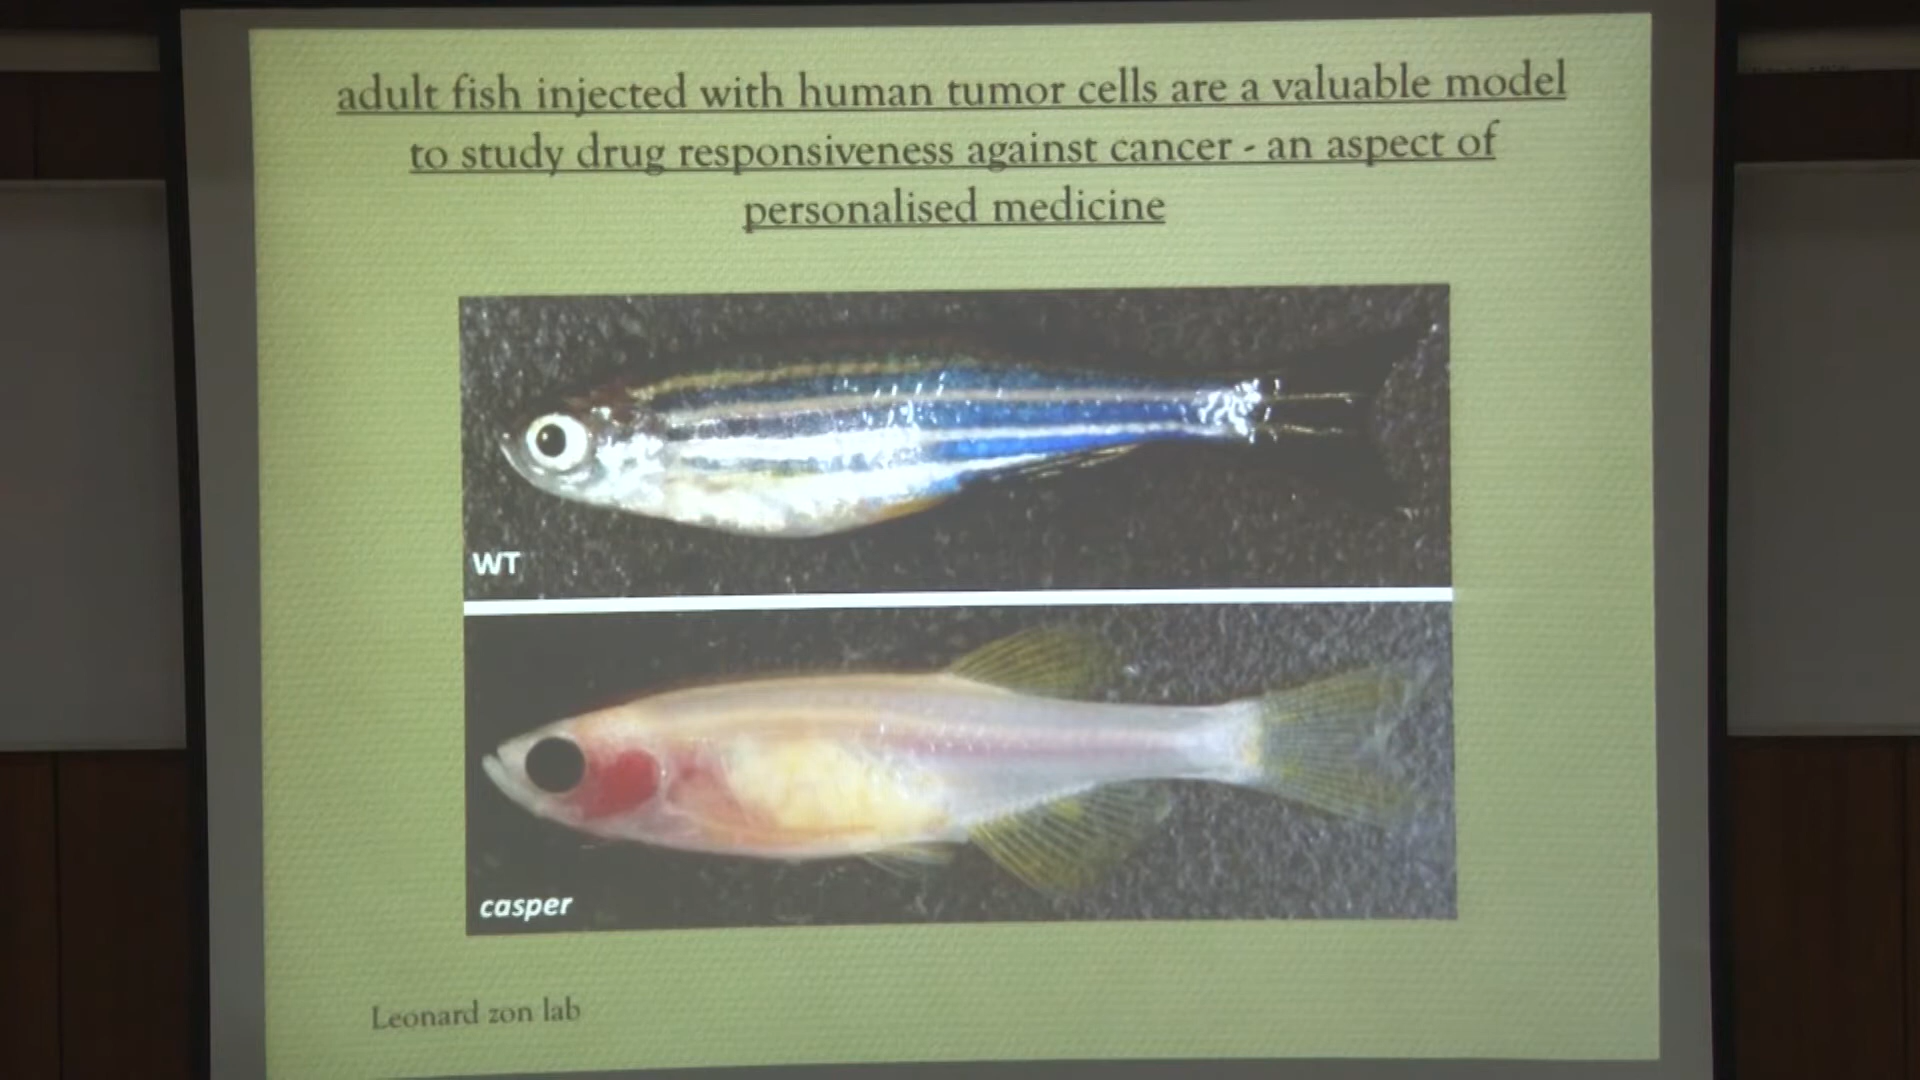 adult fish injected with human tumor cells are a valuable model
to study drug responsiveness against cancer - an aspect of
personalised medicine
WT
casper
Leonard zon lab